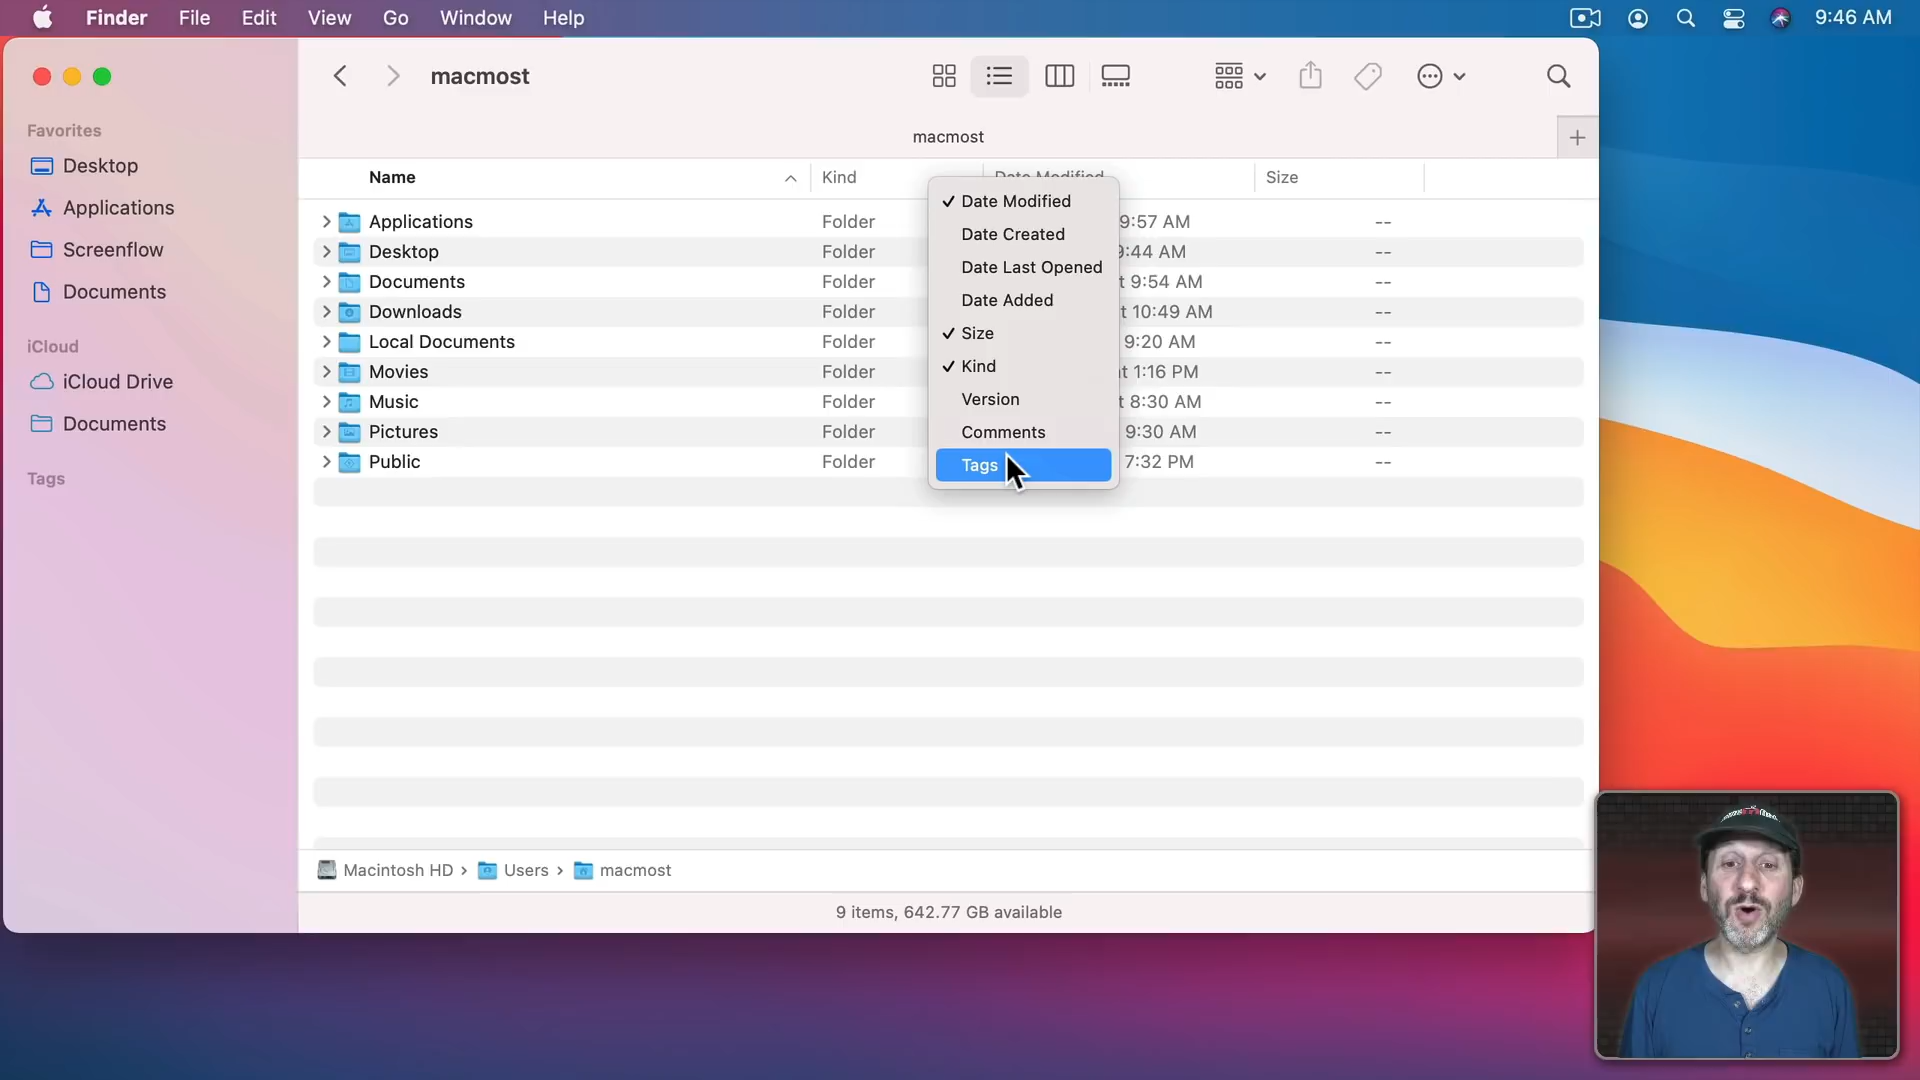 Finder File Edit View Go Window Help 9:46 AM
macmost
macmost
Favorites
Desktop
Applications
Screenflow
Documents
iCloud
iCloud Drive
Documents
Tags
Name Kind Date Modified Size
Applications Folder 9:57 AM --
Desktop Folder 9:44 AM --
Documents Folder t 9:54 AM --
Downloads Folder t 10:49 AM --
Local Documents Folder 9:20 AM --
Movies Folder at 1:16 PM --
Music Folder t 8:30 AM --
Pictures Folder 9:30 AM --
Public Folder 7:32 PM --
✓ Date Modified
Date Created
Date Last Opened
Date Added
✓ Size
✓ Kind
Version
Comments
Tags
Macintosh HD › Users › macmost
9 items, 642.77 GB available